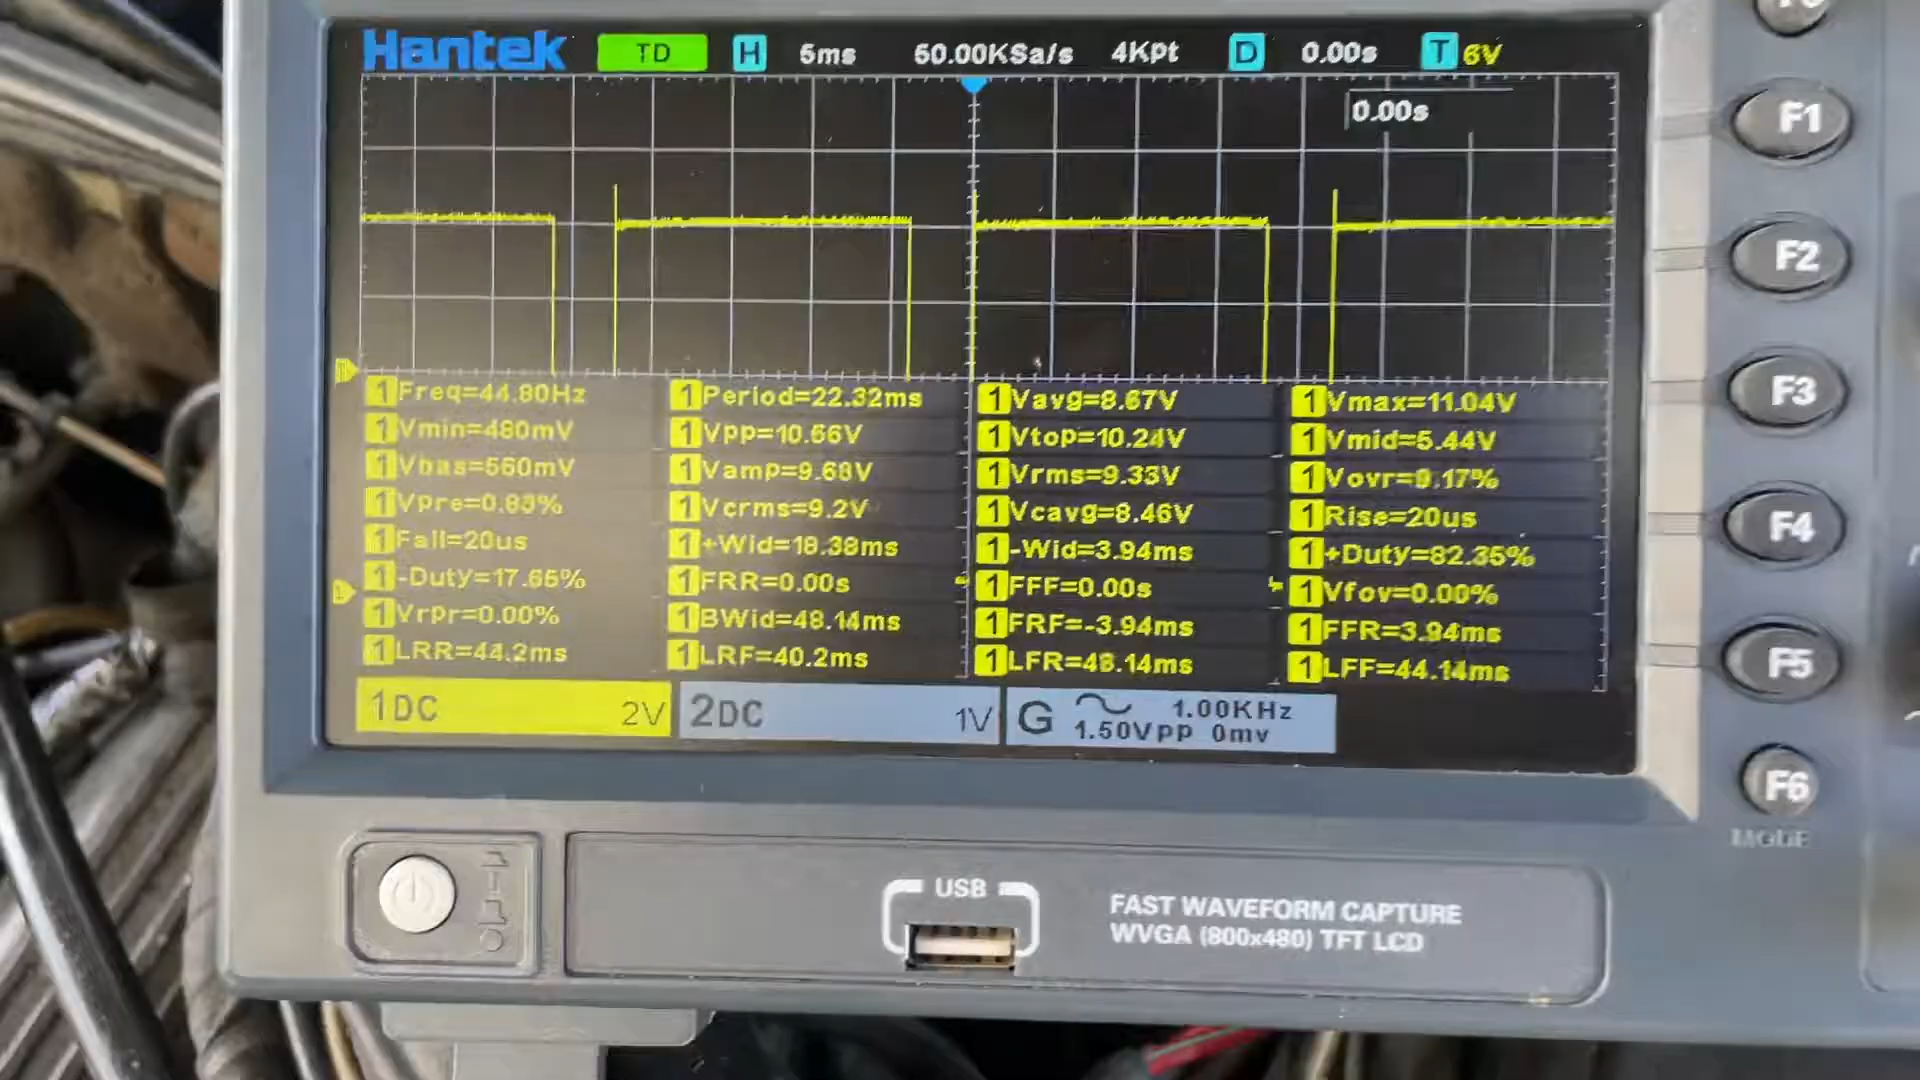 Hantek TD H 5ms 50.00KSa/s 4Kpt D 0.00s T 6V
0.00s
1 Freq=44.80Hz 1 Period=22.32ms 1 Vavg=8.67V 1 Vmax=11.04V
1 Vmin=480mV 1 Vpp=10.56V 1 Vtop=10.24V 1 Vmid=5.44V
1 Vbas=560mV 1 Vamp=9.68V 1 Vrms=9.33V 1 Vovr=8.17%
1 Vpre=0.83% 1 Vcrms=9.2V 1 Vcavg=8.46V 1 Rise=20us
1 Fall=20us 1 +Wid=18.38ms 1 -Wid=3.94ms 1 +Duty=82.35%
1 -Duty=17.65% 1 FRR=0.00s 1 FFF=0.00s 1 Vfov=0.00%
1 Vrpr=0.00% 1 BWid=48.14ms 1 FRF=-3.94ms 1 FFR=3.94ms
1 LRR=44.2ms 1 LRF=40.2ms 1 LFR=48.14ms 1 LFF=44.14ms
1DC 2V 2DC 1V G 1.00KHz
1.50Vpp 0mv
F1
F2
F3
F4
F5
F6
MODE
USB
FAST WAVEFORM CAPTURE
WVGA (800x480) TFT LCD